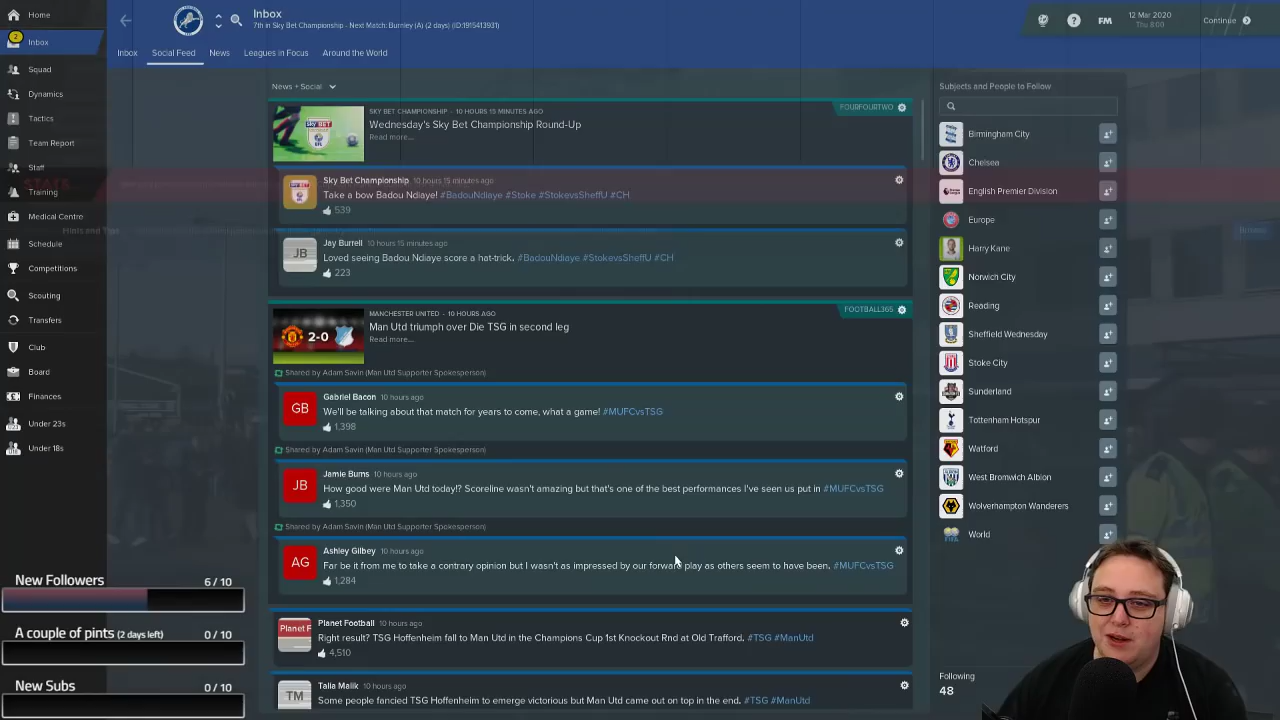 Home
2
Inbox
Squad
Dynamics
Tactics
Team Report
Staff
Training
Medical Centre
Schedule
Competitions
Scouting
Transfers
Club
Board
Finances
Under 23s
Under 18s
Inbox
7th in Sky Bet Championship - Next Match: Burnley (A) (2 days) (ID:1915413931)
?
FM
12 Mar 2020
Thu 8:00
Continue
Inbox
Social Feed
News
Leagues in Focus
Around the World
News + Social
SKY BET CHAMPIONSHIP - 10 HOURS 15 MINUTES AGO
FOURFOURTWO
Wednesday's Sky Bet Championship Round-Up
Read more...
Sky Bet Championship 10 hours 15 minutes ago
Take a bow Badou Ndiaye! #BadouNdiaye #Stoke #StokevsSheffU #CH
539
JB
Jay Burrell 10 hours 15 minutes ago
Loved seeing Badou Ndiaye score a hat-trick. #BadouNdiaye #StokevsSheffU #CH
223
2-0
MANCHESTER UNITED - 10 HOURS AGO
FOOTBALL365
Man Utd triumph over Die TSG in second leg
Read more...
Shared by Adam Savin (Man Utd Supporter Spokesperson)
GB
Gabriel Bacon 10 hours ago
We'll be talking about that match for years to come, what a game! #MUFCvsTSG
1,398
Shared by Adam Savin (Man Utd Supporter Spokesperson)
JB
Jamie Burns 10 hours ago
How good were Man Utd today!? Scoreline wasn't amazing but that's one of the best performances I've seen us put in #MUFCvsTSG
1,350
Shared by Adam Savin (Man Utd Supporter Spokesperson)
AG
Ashley Gilbey 10 hours ago
Far be it from me to take a contrary opinion but I wasn't as impressed by our forward play as others seem to have been. #MUFCvsTSG
1,284
Planet F
Planet Football 10 hours ago
Right result? TSG Hoffenheim fall to Man Utd in the Champions Cup 1st Knockout Rnd at Old Trafford. #TSG #ManUtd
4,510
TM
Talia Malik 10 hours ago
Some people fancied TSG Hoffenheim to emerge victorious but Man Utd came out on top in the end. #TSG #ManUtd
Subjects and People to Follow
Birmingham City
Chelsea
English Premier Division
Europe
Harry Kane
Norwich City
Reading
Sheffield Wednesday
Stoke City
Sunderland
Tottenham Hotspur
Watford
West Bromwich Albion
Wolverhampton Wanderers
World
Following
48
New Followers 6 / 10
A couple of pints (2 days left) 0 / 10
New Subs 0 / 10